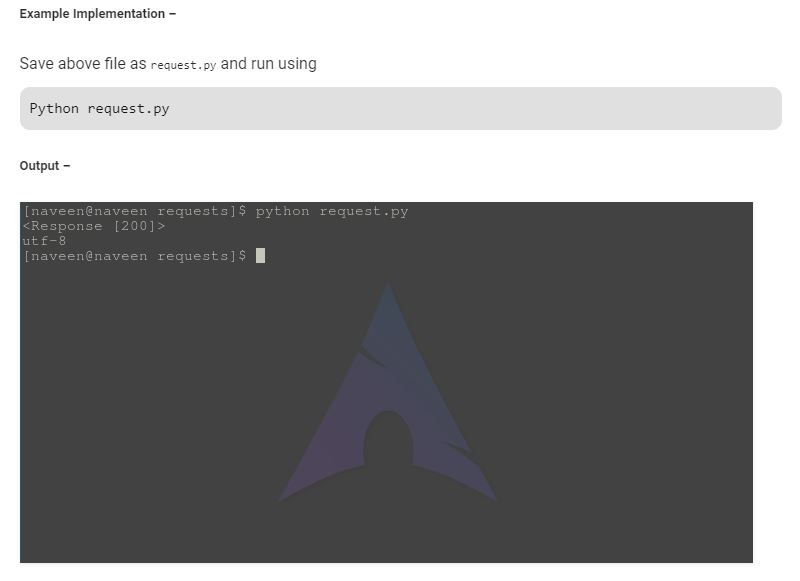 Example Implementation –
Save above file as request.py and run using
Python request.py
Output –
[naveen@naveen requests]$ python request.py
<Response [200]>
utf-8
[naveen@naveen requests]$